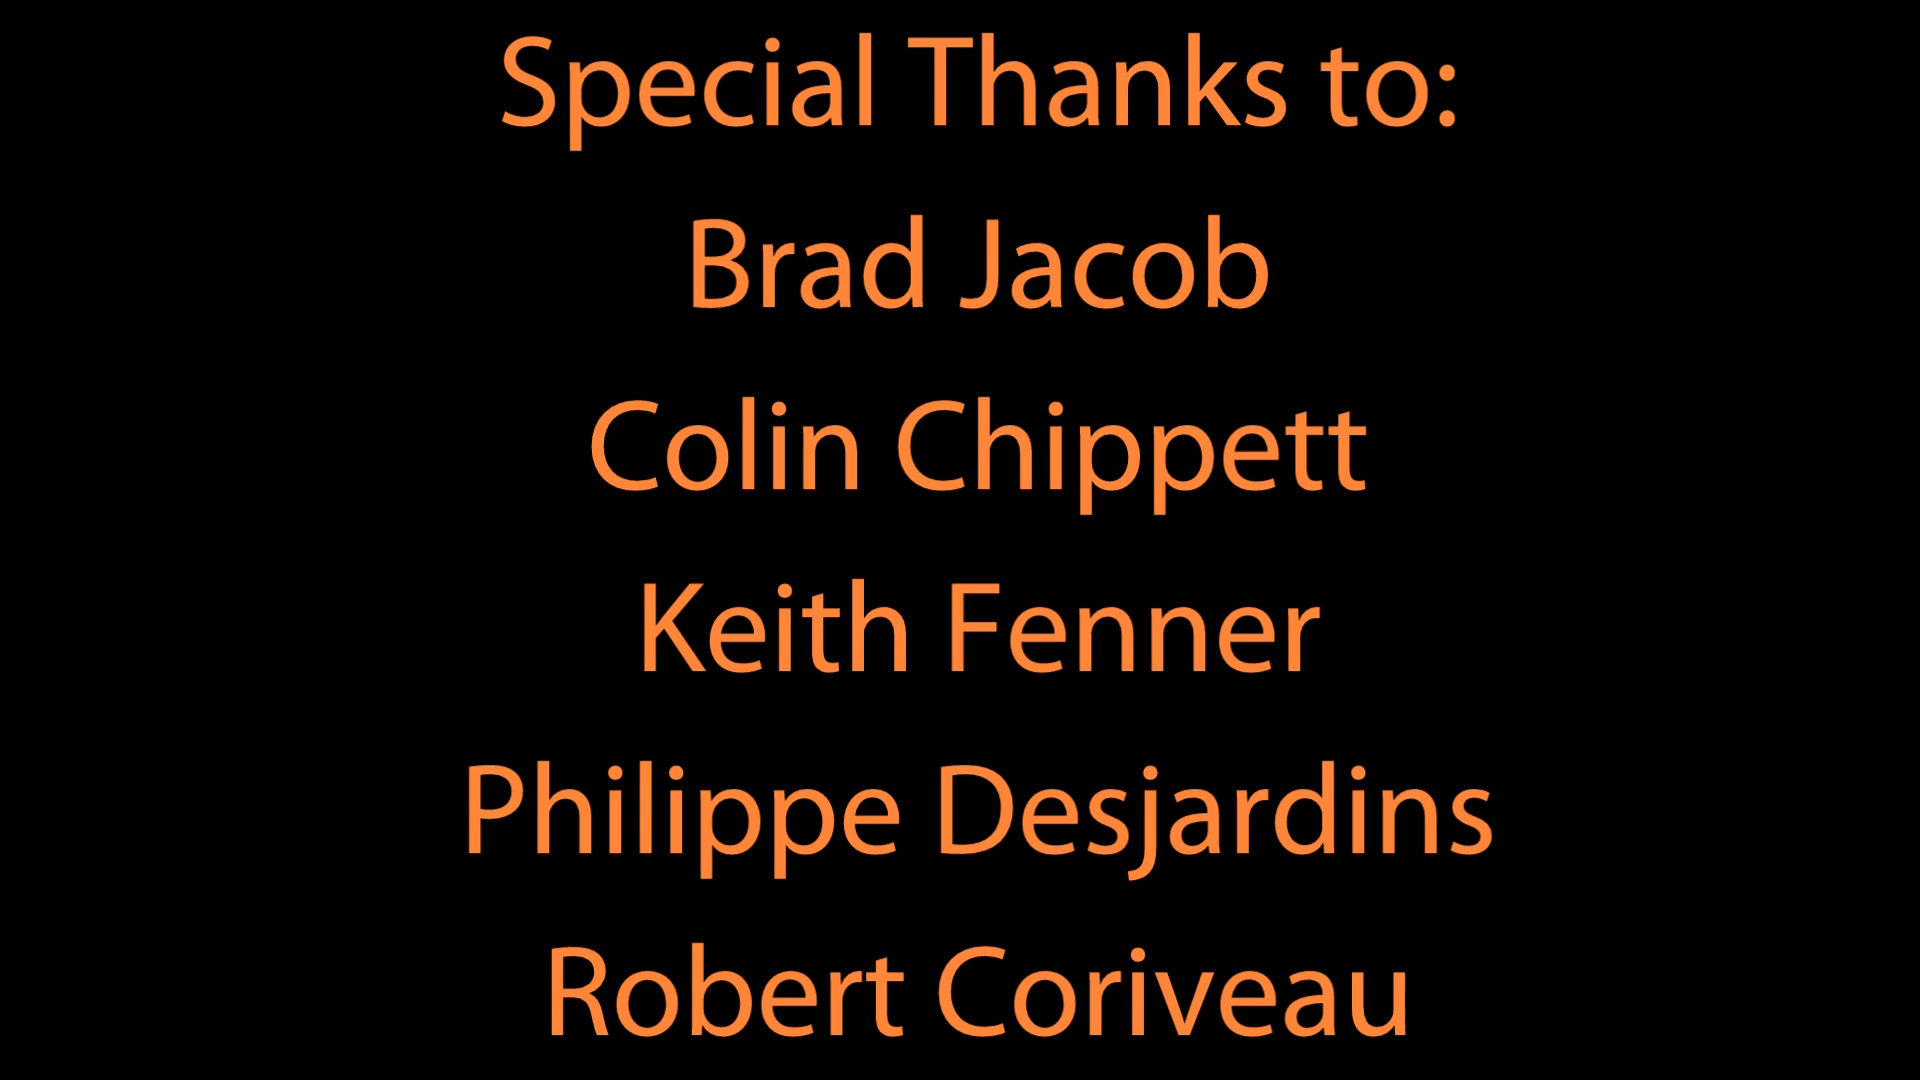 Special Thanks to:
Brad Jacob
Colin Chippett
Keith Fenner
Philippe Desjardins
Robert Coriveau